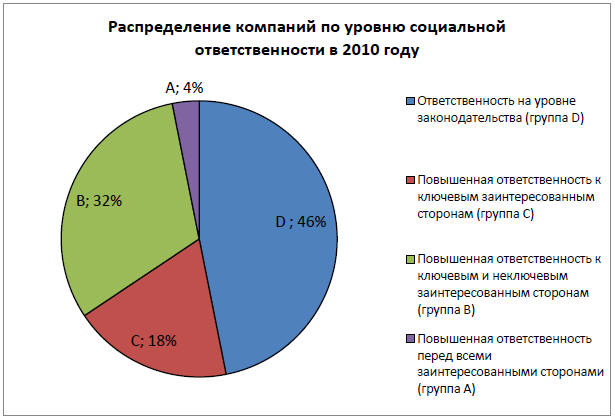 Распределение компаний по уровню социальной
ответственности в 2010 году
A; 4%
B; 32%
D ; 46%
C; 18%
Ответственность на уровне
законодательства (группа D)
Повышенная ответственность к
ключевым заинтересованным
сторонам (группа C)
Повышенная ответственность к
ключевым и неключевым
заинтересованным сторонам
(группа B)
Повышенная ответственность
перед всеми
заинтересованными сторонами
(группа A)